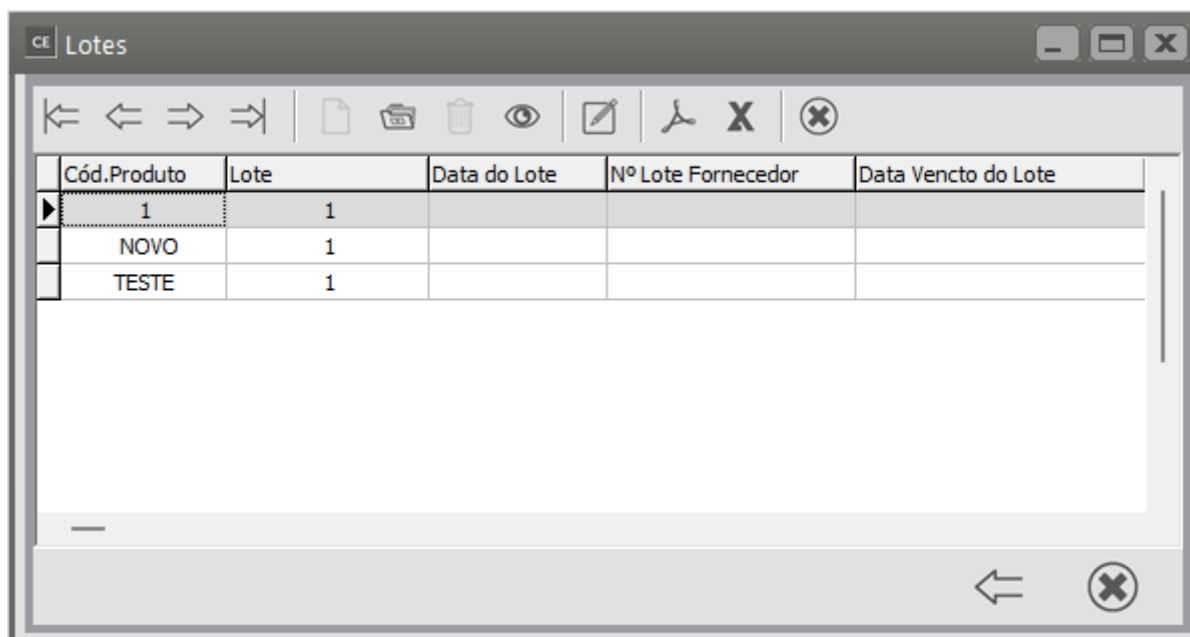 CE Lotes
Cód.Produto Lote Data do Lote Nº Lote Fornecedor Data Vencto do Lote
1 1
NOVO 1
TESTE 1